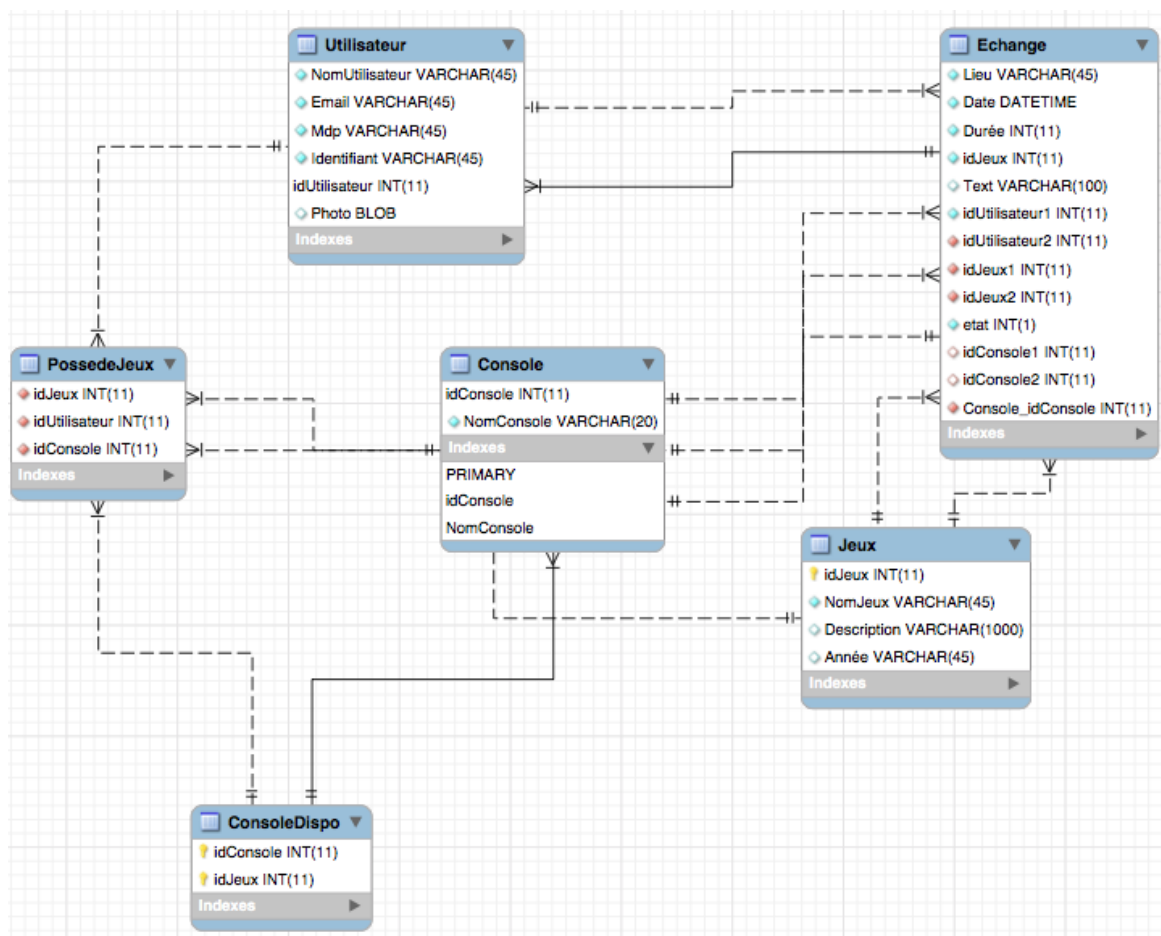 Utilisateur
NomUtilisateur VARCHAR(45)
Email VARCHAR(45)
Mdp VARCHAR(45)
Identifiant VARCHAR(45)
idUtilisateur INT(11)
Photo BLOB
Indexes
Echange
Lieu VARCHAR(45)
Date DATETIME
Durée INT(11)
idJeux INT(11)
Text VARCHAR(100)
idUtilisateur1 INT(11)
idUtilisateur2 INT(11)
idJeux1 INT(11)
idJeux2 INT(11)
etat INT(1)
idConsole1 INT(11)
idConsole2 INT(11)
Console_idConsole INT(11)
Indexes
PossedeJeux
idJeux INT(11)
idUtilisateur INT(11)
idConsole INT(11)
Indexes
Console
idConsole INT(11)
NomConsole VARCHAR(20)
Indexes
PRIMARY
idConsole
NomConsole
Jeux
idJeux INT(11)
NomJeux VARCHAR(45)
Description VARCHAR(1000)
Année VARCHAR(45)
Indexes
ConsoleDispo
idConsole INT(11)
idJeux INT(11)
Indexes